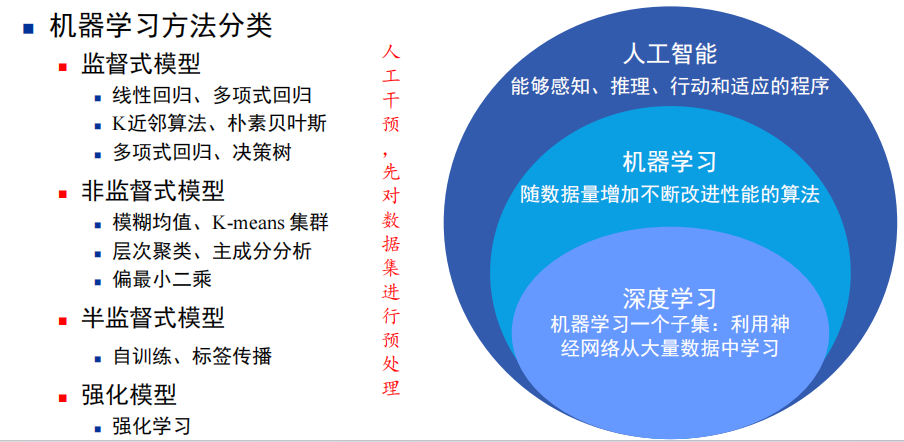 机器学习方法分类
监督式模型
线性回归、多项式回归
K近邻算法、朴素贝叶斯
多项式回归、决策树
非监督式模型
模糊均值、K-means 集群
层次聚类、主成分分析
偏最小二乘
半监督式模型
自训练、标签传播
强化模型
强化学习
人工干预，先对数据集进行预处理
人工智能
能够感知、推理、行动和适应的程序
机器学习
随数据量增加不断改进性能的算法
深度学习
机器学习一个子集：利用神
经网络从大量数据中学习